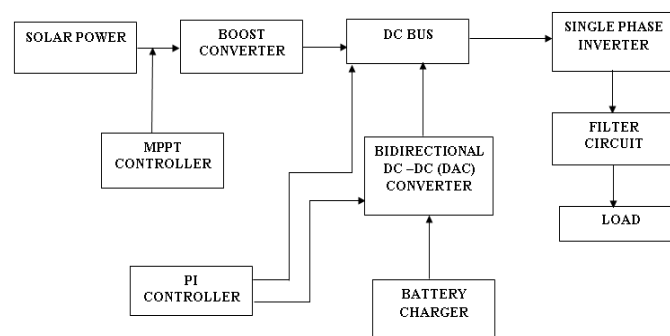 SOLAR POWER
BOOST
CONVERTER
DC BUS
SINGLE PHASE
INVERTER
MPPT
CONTROLLER
BIDIRECTIONAL
DC –DC (DAC)
CONVERTER
FILTER
CIRCUIT
LOAD
PI
CONTROLLER
BATTERY
CHARGER